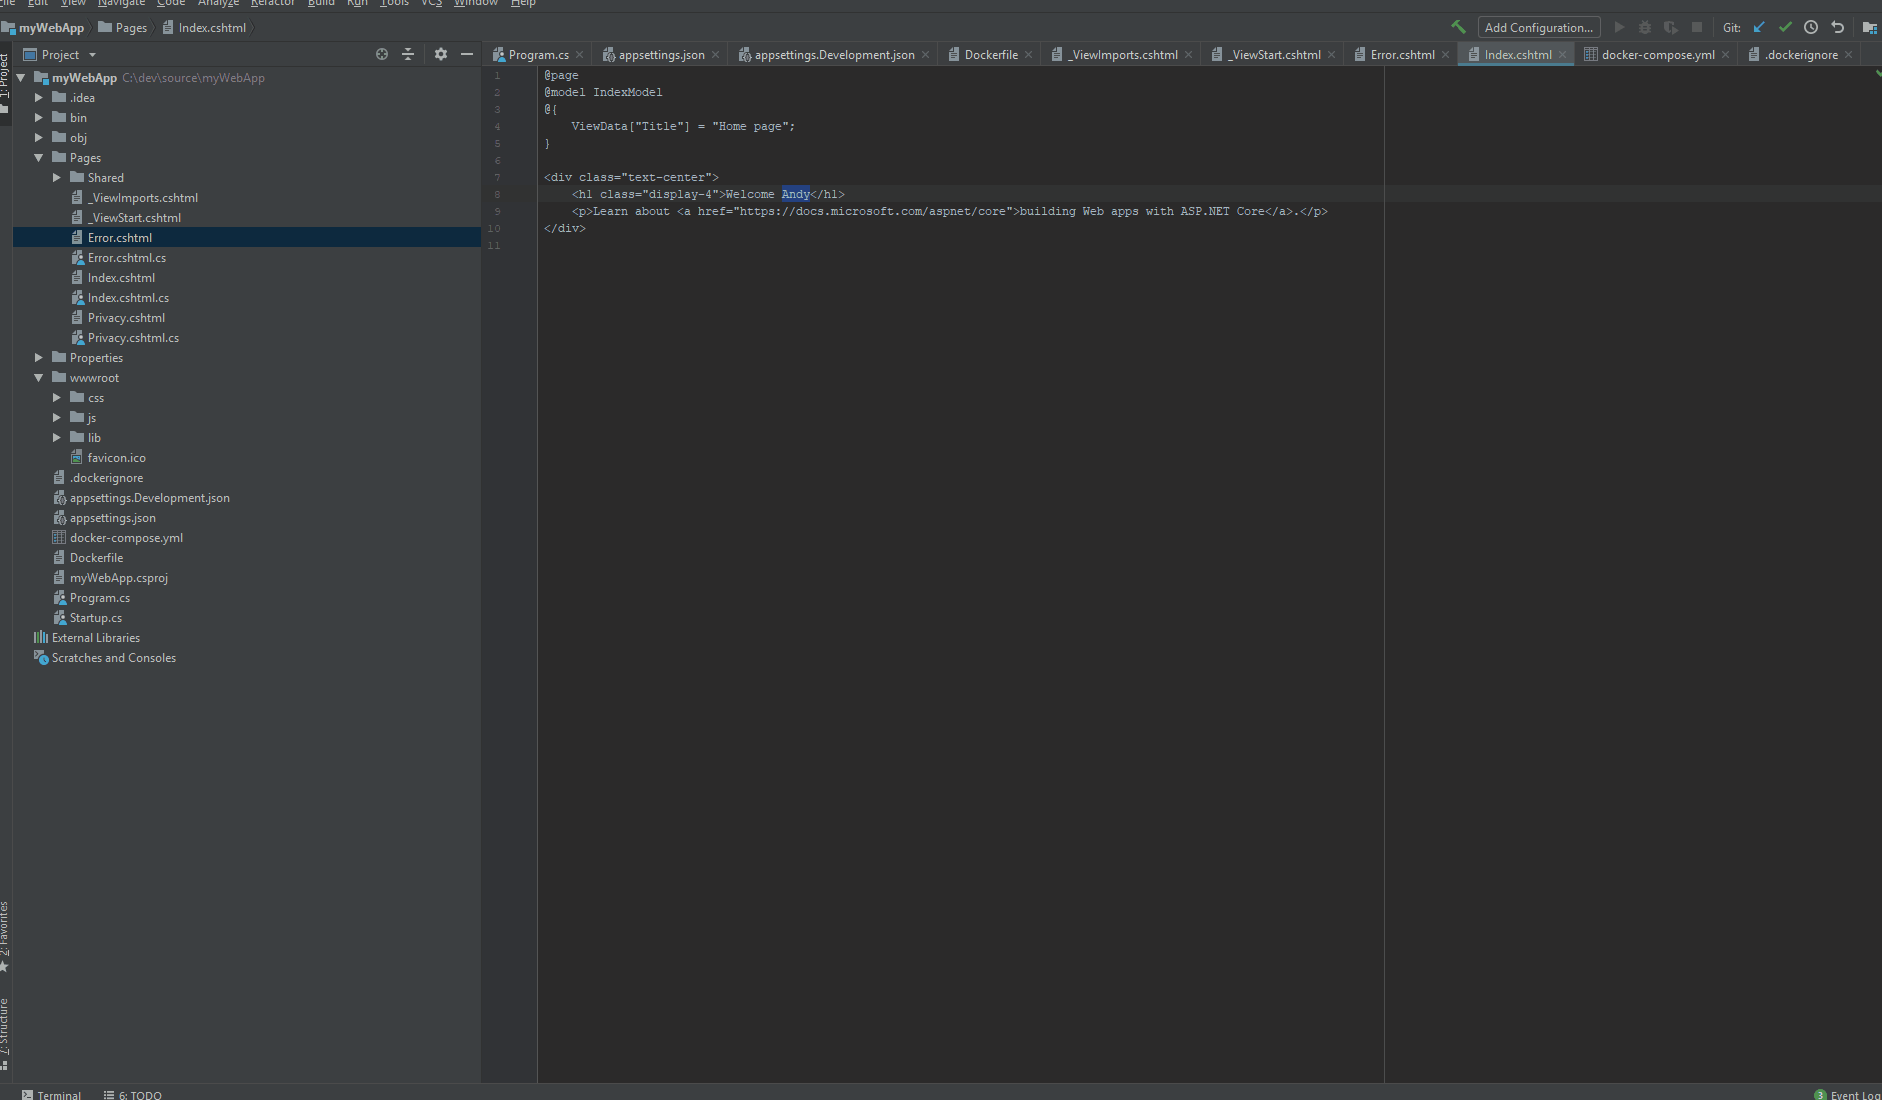 File Edit View Navigate Code Analyze Refactor Build Run Tools VCS Window Help
myWebApp Pages Index.cshtml Add Configuration... Git:
Project
Program.cs appsettings.json appsettings.Development.json Dockerfile _ViewImports.cshtml _ViewStart.cshtml Error.cshtml Index.cshtml docker-compose.yml .dockerignore
1: Project
myWebApp C:\dev\source\myWebApp
.idea
bin
obj
Pages
Shared
_ViewImports.cshtml
_ViewStart.cshtml
Error.cshtml
Error.cshtml.cs
Index.cshtml
Index.cshtml.cs
Privacy.cshtml
Privacy.cshtml.cs
Properties
wwwroot
css
js
lib
favicon.ico
.dockerignore
appsettings.Development.json
appsettings.json
docker-compose.yml
Dockerfile
myWebApp.csproj
Program.cs
Startup.cs
External Libraries
Scratches and Consoles
1 @page
2 @model IndexModel
3 @{
4 ViewData["Title"] = "Home page";
5 }
6
7 <div class="text-center">
8 <h1 class="display-4">Welcome Andy</h1>
9 <p>Learn about <a href="https://docs.microsoft.com/aspnet/core">building Web apps with ASP.NET Core</a>.</p>
10 </div>
11
2: Favorites
7: Structure
Terminal 6: TODO
3 Event Log